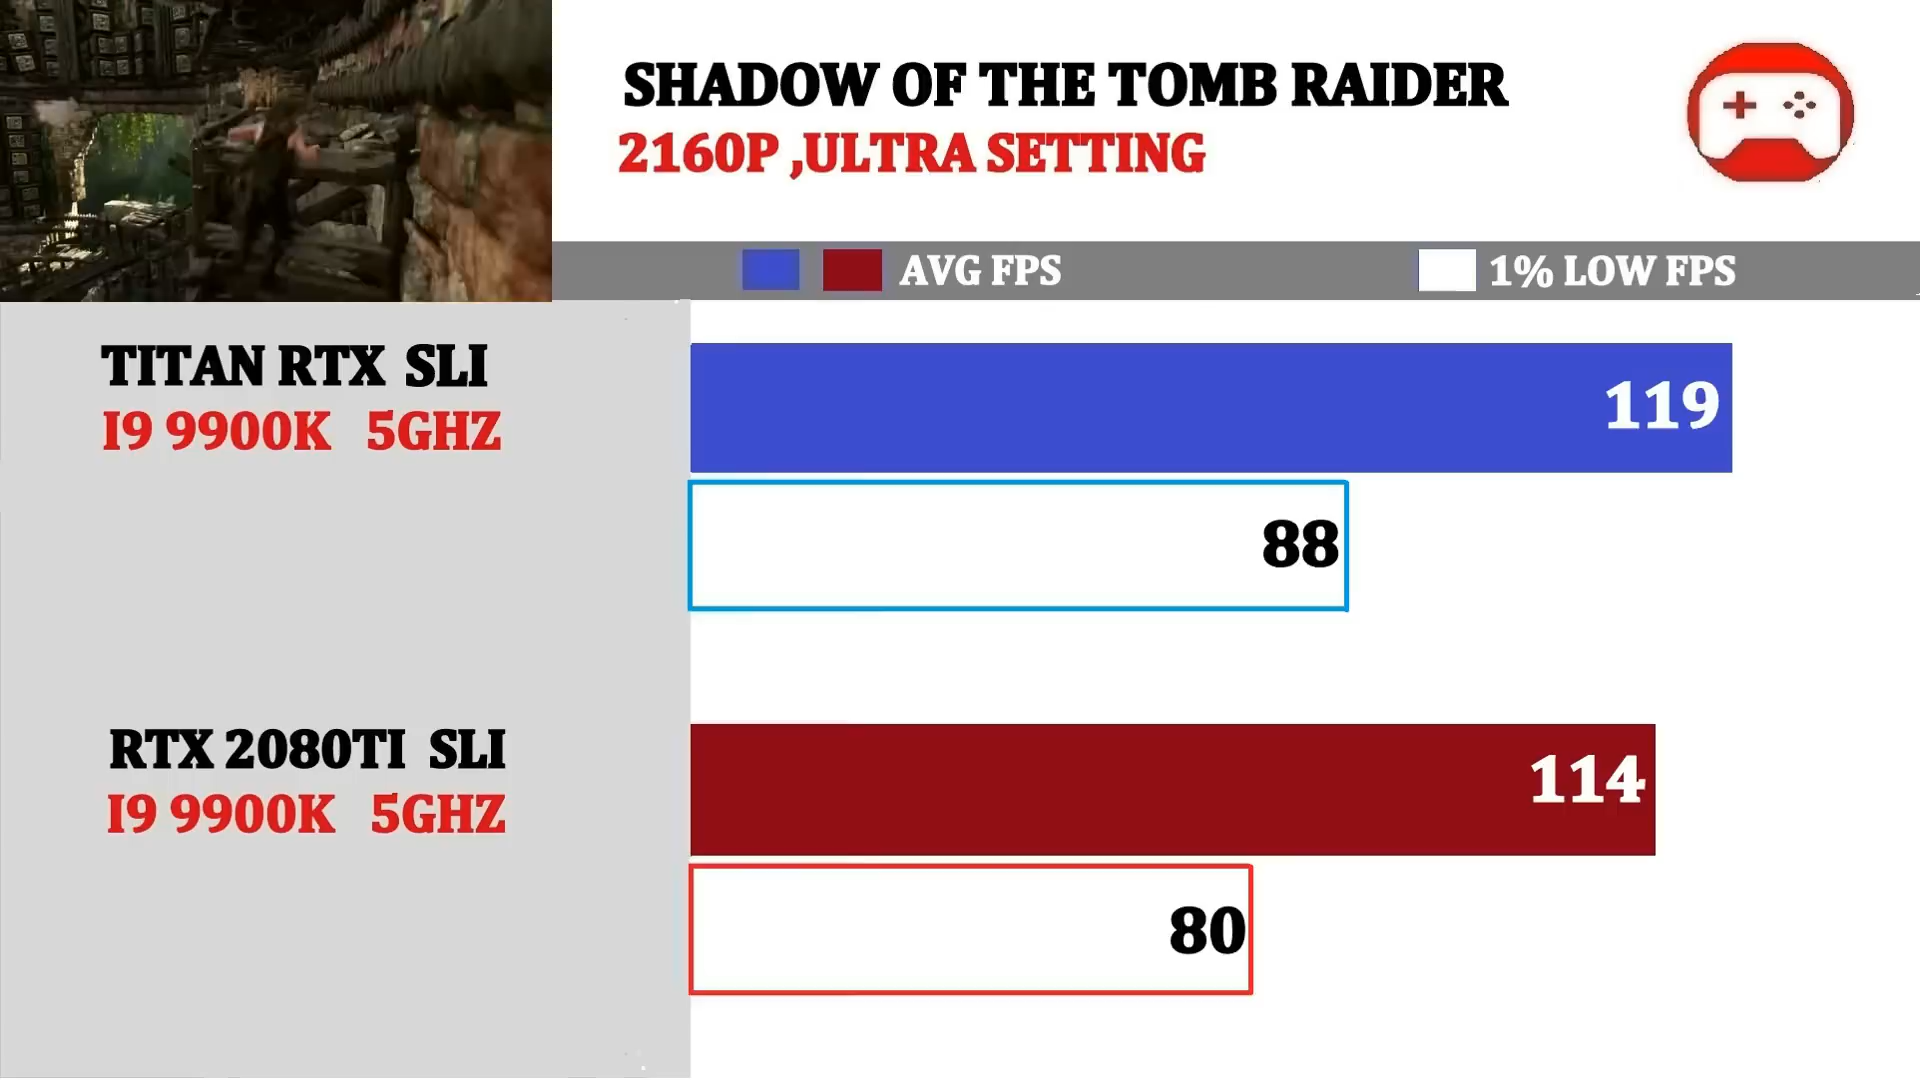 SHADOW OF THE TOMB RAIDER
2160P ,ULTRA SETTING
AVG FPS
1% LOW FPS
TITAN RTX SLI
I9 9900K 5GHZ
119
88
RTX 2080TI SLI
I9 9900K 5GHZ
114
80